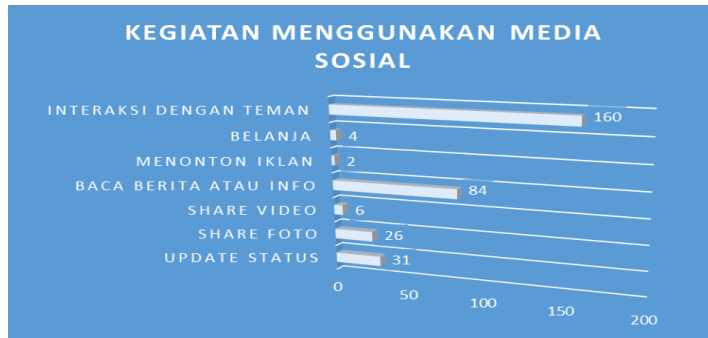 KEGIATAN MENGGUNAKAN MEDIA
SOSIAL
INTERAKSI DENGAN TEMAN 160
BELANJA 4
MENONTON IKLAN 2
BACA BERITA ATAU INFO 84
SHARE VIDEO 6
SHARE FOTO 26
UPDATE STATUS 31
0 50 100 150 200